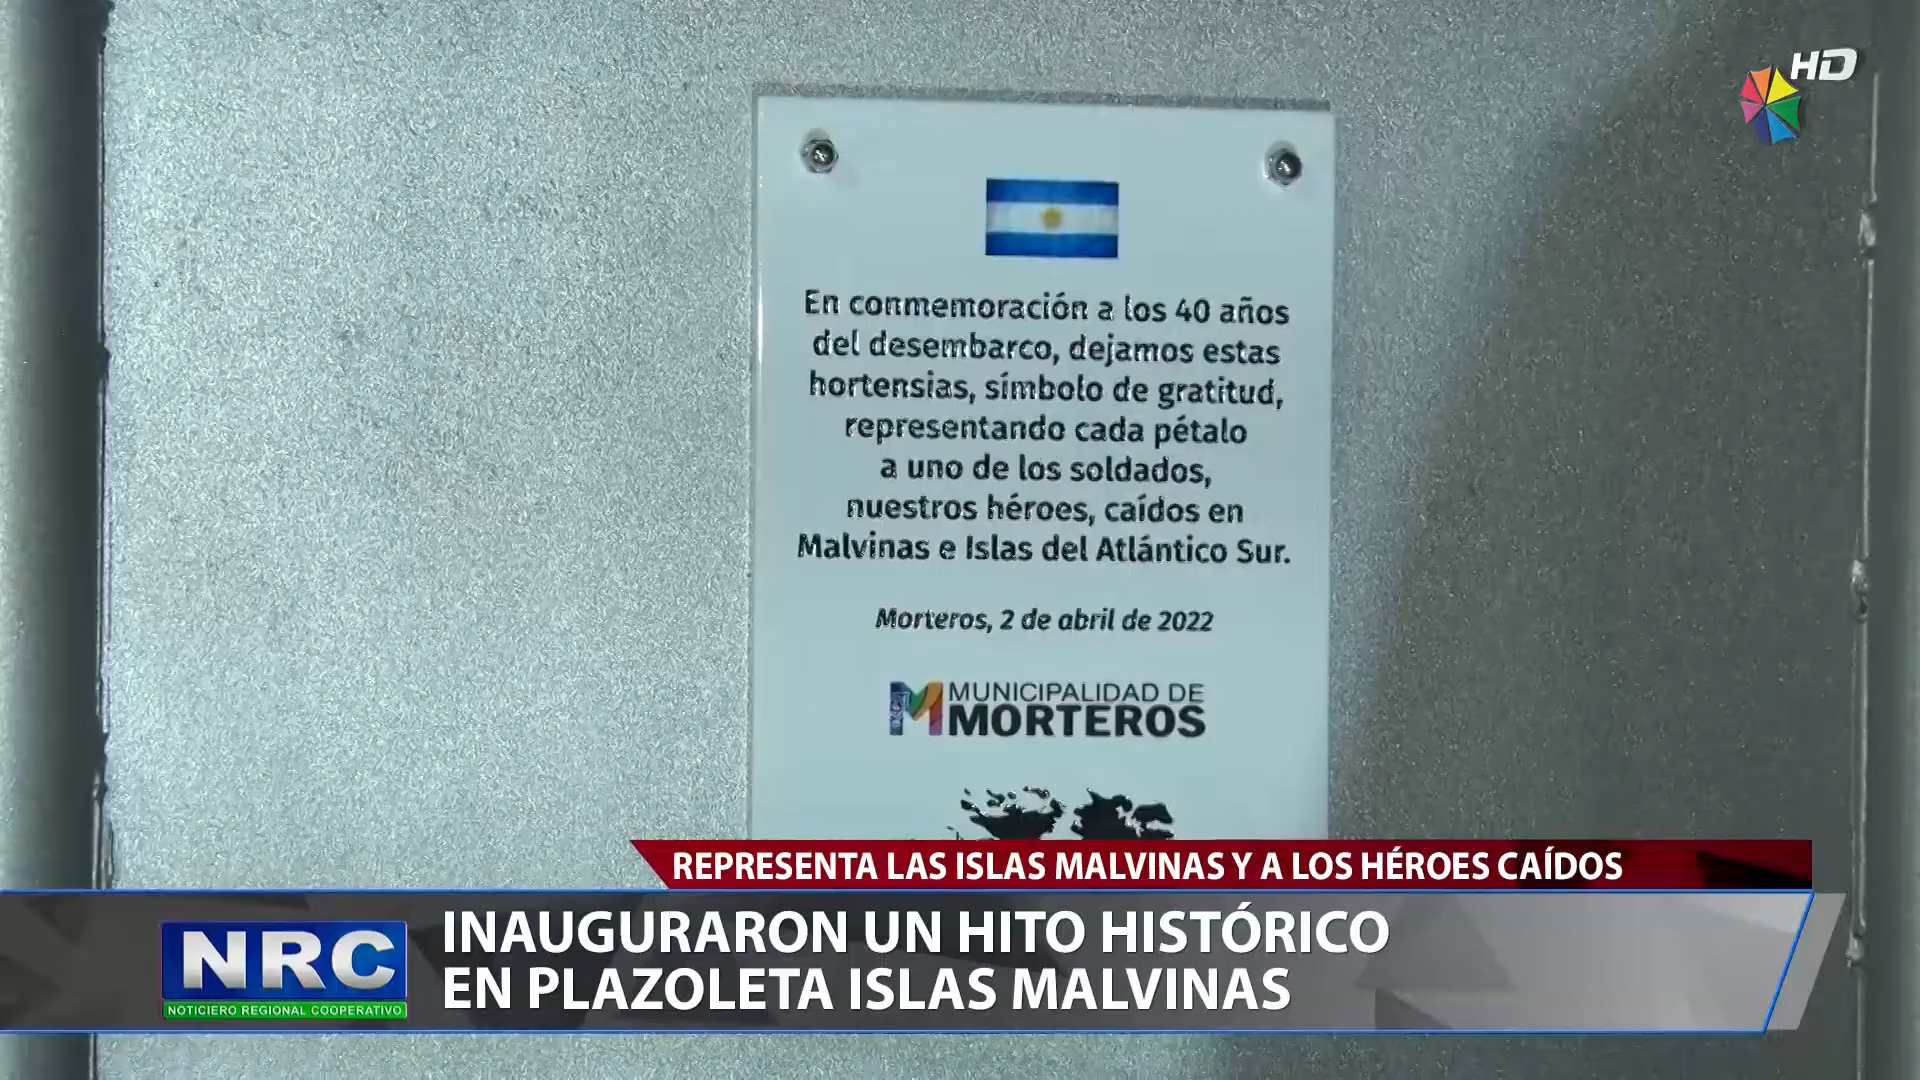 HD
En conmemoración a los 40 años
del desembarco, dejamos estas
hortensias, símbolo de gratitud,
representando cada pétalo
a uno de los soldados,
nuestros héroes, caídos en
Malvinas e Islas del Atlántico Sur.
Morteros, 2 de abril de 2022
MUNICIPALIDAD DE
MORTEROS
REPRESENTA LAS ISLAS MALVINAS Y A LOS HÉROES CAÍDOS
INAUGURARON UN HITO HISTÓRICO
EN PLAZOLETA ISLAS MALVINAS
NRC
NOTICIERO REGIONAL COOPERATIVO